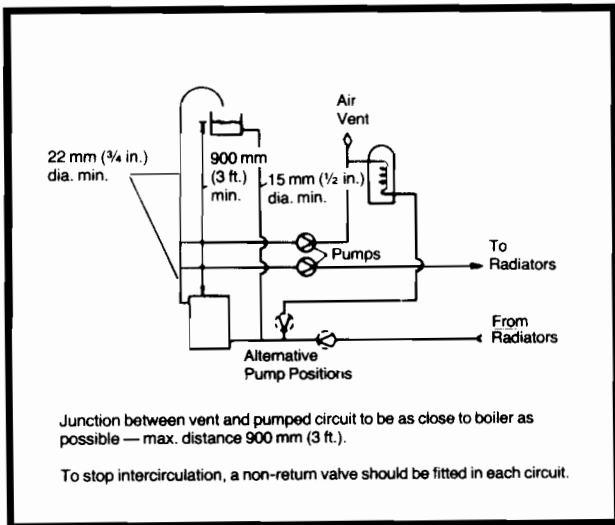 Air
Vent
22 mm (¾ in.)
dia. min.
900 mm
(3 ft.)
min.
15 mm (½ in.)
dia. min.
Pumps
To
Radiators
From
Radiators
Alternative
Pump Positions
Junction between vent and pumped circuit to be as close to boiler as
possible — max. distance 900 mm (3 ft.).
To stop intercirculation, a non-return valve should be fitted in each circuit.